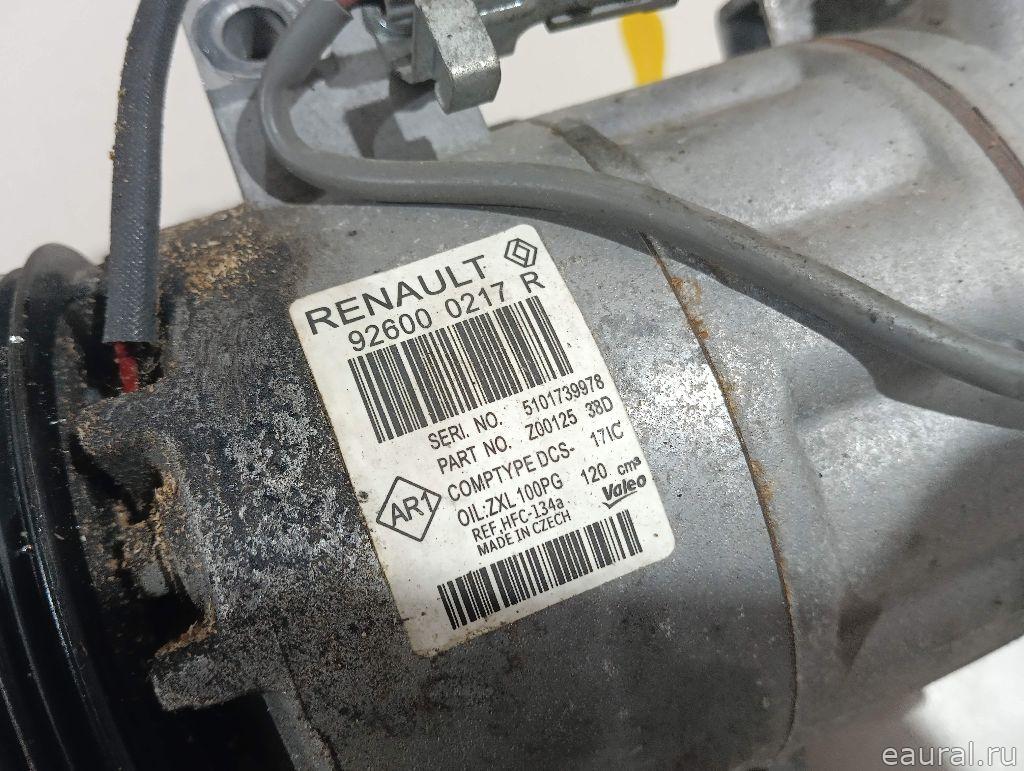 RENAULT
92600 0217 R
SERI. NO. 5101739978
PART NO. Z00125 38D
COMPTYPE DCS- 17IC
OIL:ZXL 100PG 120 cm³
REF,HFC-134a
MADE IN CZECH
AR1
Valeo
eaural.ru